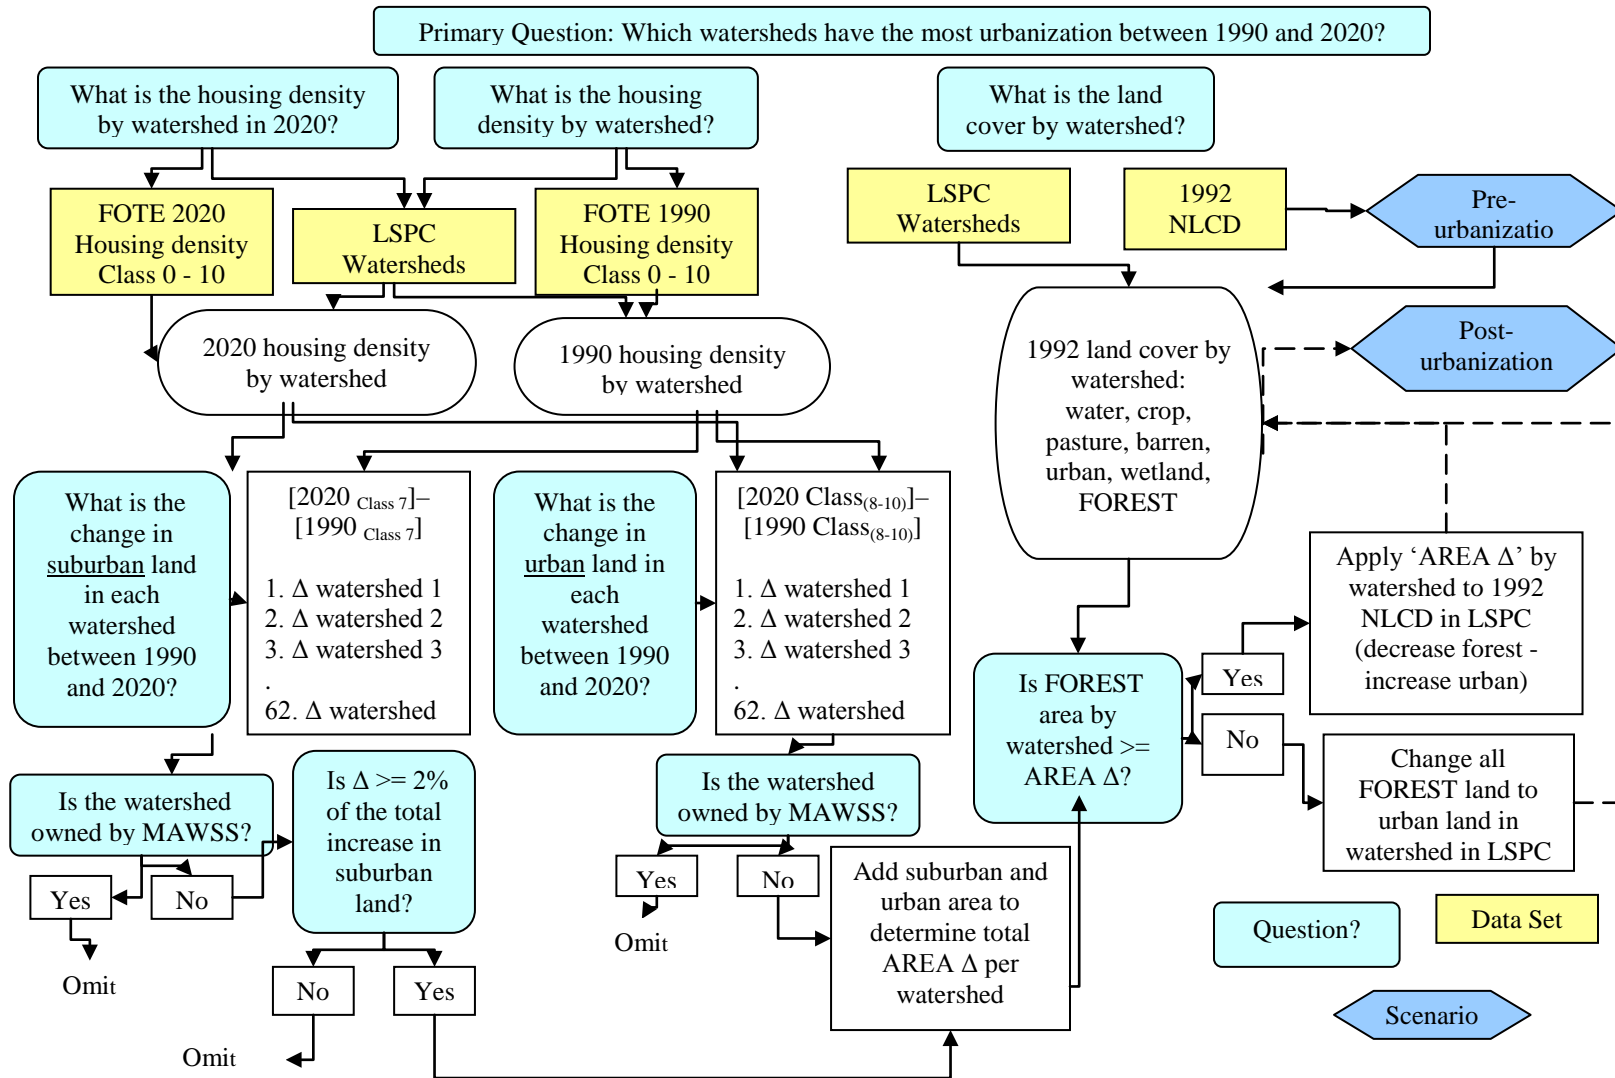 Primary Question: Which watersheds have the most urbanization between 1990 and 2020?
What is the housing density
by watershed in 2020?
What is the housing
density by watershed?
What is the land
cover by watershed?
FOTE 2020
Housing density
Class 0 - 10
LSPC
Watersheds
FOTE 1990
Housing density
Class 0 - 10
LSPC
Watersheds
1992
NLCD
Pre-
urbanizatio
Post-
urbanization
2020 housing density
by watershed
1990 housing density
by watershed
1992 land cover by
watershed:
water, crop,
pasture, barren,
urban, wetland,
FOREST
What is the
change in
suburban land
in each
watershed
between 1990
and 2020?
[2020 Class 7]–
[1990 Class 7]
1. Δ watershed 1
2. Δ watershed 2
3. Δ watershed 3
.
62. Δ watershed
What is the
change in
urban land in
each
watershed
between 1990
and 2020?
[2020 Class(8-10)]–
[1990 Class(8-10)]
1. Δ watershed 1
2. Δ watershed 2
3. Δ watershed 3
.
62. Δ watershed
Is the watershed
owned by MAWSS?
Yes
No
Omit
Is Δ >= 2%
of the total
increase in
suburban
land?
No
Yes
Omit
Is the watershed
owned by MAWSS?
Yes
No
Omit
Add suburban and
urban area to
determine total
AREA Δ per
watershed
Is FOREST
area by
watershed >=
AREA Δ?
Yes
No
Apply ‘AREA Δ’ by
watershed to 1992
NLCD in LSPC
(decrease forest -
increase urban)
Change all
FOREST land to
urban land in
watershed in LSPC
Question?
Data Set
Scenario